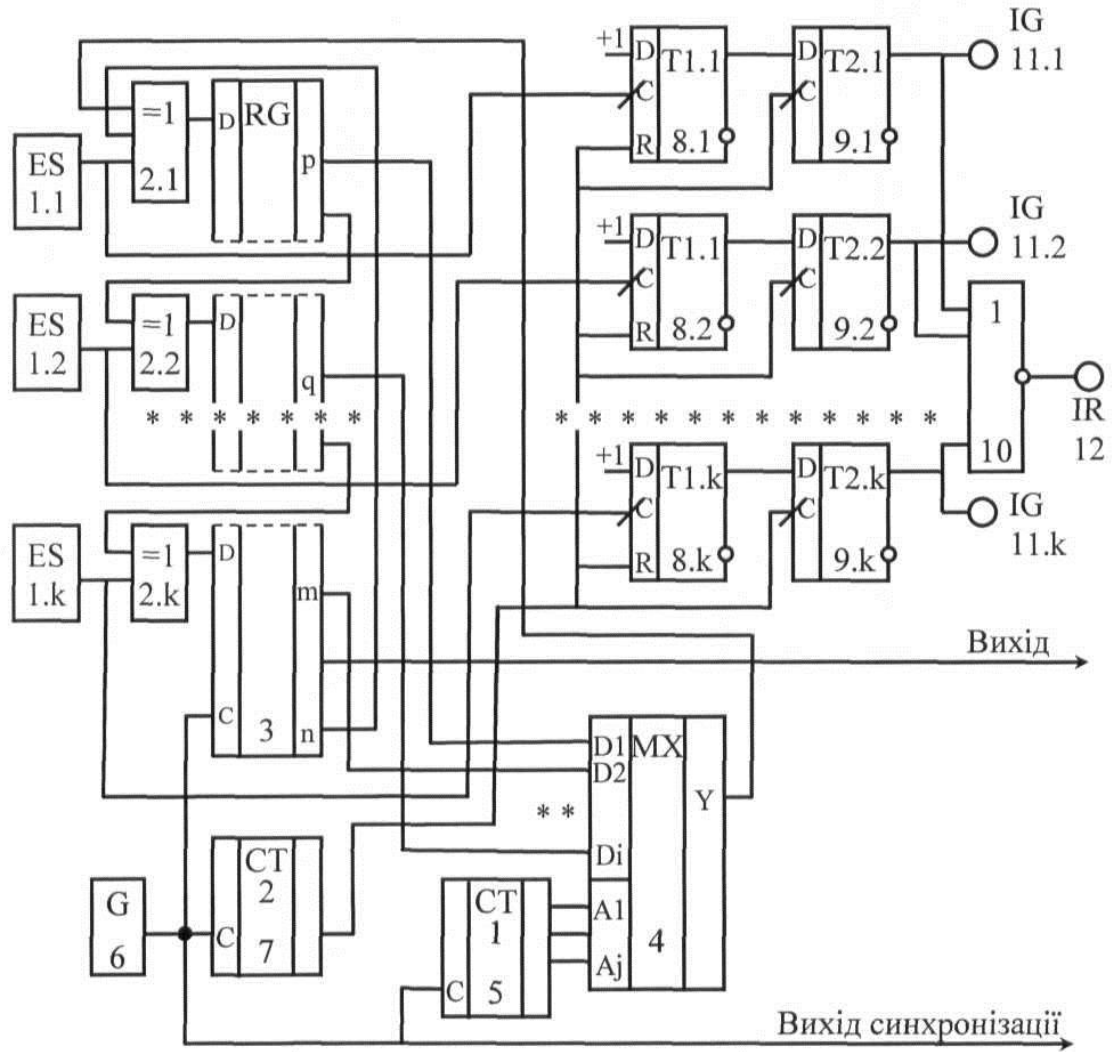 IG
11.1
+1 D T1.1 D T2.1
C C
R 8.1 9.1
=1 D RG
2.1
p
ES
1.1
IG
11.2
+1 D T1.1 D T2.2
C C
R 8.2 9.2
ES
1.2
=1 D
2.2
q
1
10
IR
12
* * * * * * * * * * * * * * * * * * *
+1 D T1.k D T2.k
C C
R 8.k 9.k
IG
11.k
ES
1.k
=1 D
2.k
m
Вихід
C 3 n
D1 MX
D2
Y
* *
Di
A1
Aj
4
G
6
CT
2
C 7
CT
1
C 5
Вихід синхронізації